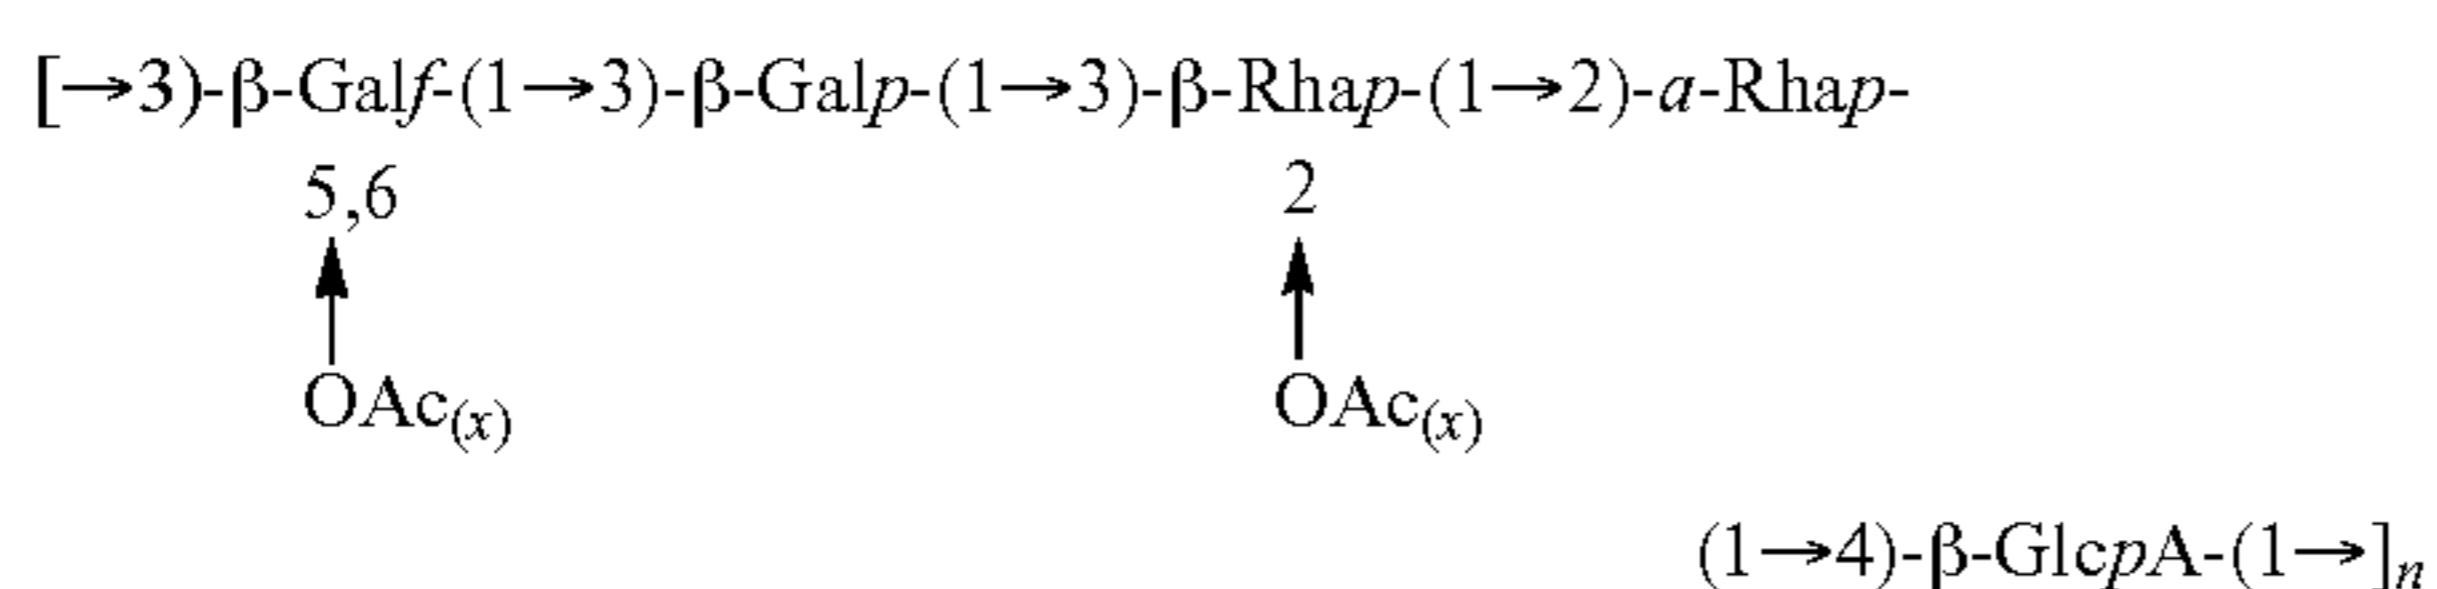 [→3)-β-Galf-(1→3)-β-Galp-(1→3)-β-Rhap-(1→2)-a-Rhap-
5,6 2
OAc(x) OAc(x)
(1→4)-β-GlcpA-(1→]n